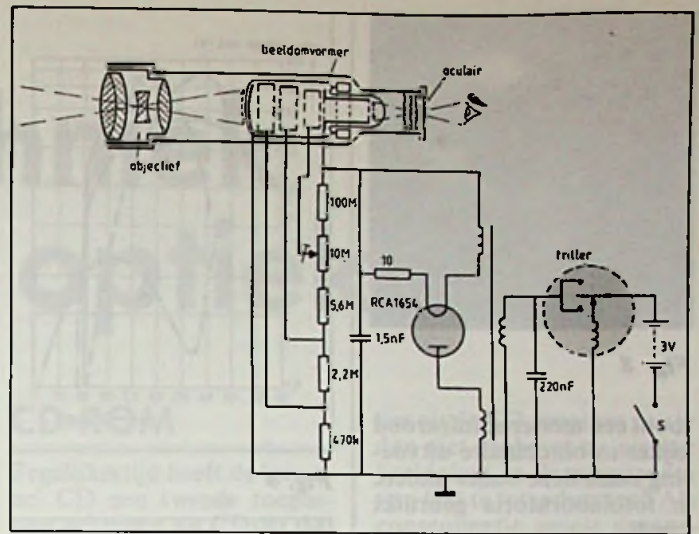 beeldomvormer
oculair
objectief
100M
10M
10
RCA1654
triller
5,6M
1,5nF
3V
2,2M
220nF
S
470k